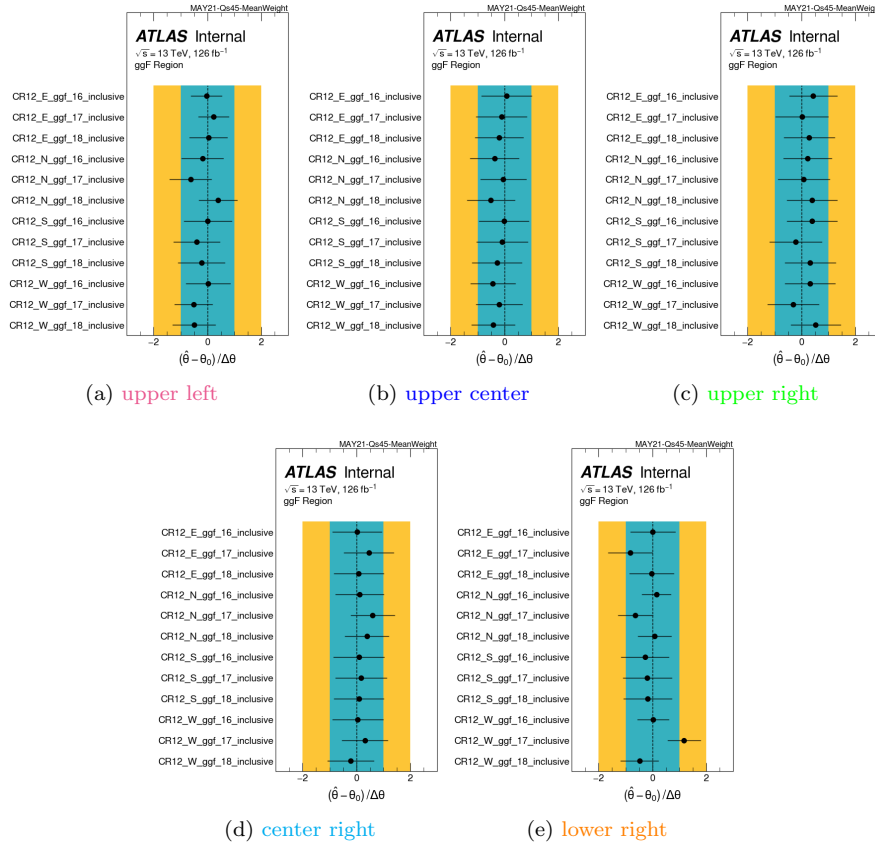 MAY21-Qs45-MeanWeight
ATLAS Internal
√s = 13 TeV, 126 fb⁻¹
ggF Region
CR12_E_ggf_16_inclusive
CR12_E_ggf_17_inclusive
CR12_E_ggf_18_inclusive
CR12_N_ggf_16_inclusive
CR12_N_ggf_17_inclusive
CR12_N_ggf_18_inclusive
CR12_S_ggf_16_inclusive
CR12_S_ggf_17_inclusive
CR12_S_ggf_18_inclusive
CR12_W_ggf_16_inclusive
CR12_W_ggf_17_inclusive
CR12_W_ggf_18_inclusive
−2 0 2
(θ̂ − θ₀)/Δθ
(a) upper left
MAY21-Qs45-MeanWeight
ATLAS Internal
√s = 13 TeV, 126 fb⁻¹
ggF Region
CR12_E_ggf_16_inclusive
CR12_E_ggf_17_inclusive
CR12_E_ggf_18_inclusive
CR12_N_ggf_16_inclusive
CR12_N_ggf_17_inclusive
CR12_N_ggf_18_inclusive
CR12_S_ggf_16_inclusive
CR12_S_ggf_17_inclusive
CR12_S_ggf_18_inclusive
CR12_W_ggf_16_inclusive
CR12_W_ggf_17_inclusive
CR12_W_ggf_18_inclusive
−2 0 2
(θ̂ − θ₀)/Δθ
(b) upper center
MAY21-Qs45-MeanWeight
ATLAS Internal
√s = 13 TeV, 126 fb⁻¹
ggF Region
CR12_E_ggf_16_inclusive
CR12_E_ggf_17_inclusive
CR12_E_ggf_18_inclusive
CR12_N_ggf_16_inclusive
CR12_N_ggf_17_inclusive
CR12_N_ggf_18_inclusive
CR12_S_ggf_16_inclusive
CR12_S_ggf_17_inclusive
CR12_S_ggf_18_inclusive
CR12_W_ggf_16_inclusive
CR12_W_ggf_17_inclusive
CR12_W_ggf_18_inclusive
−2 0 2
(θ̂ − θ₀)/Δθ
(c) upper right
MAY21-Qs45-MeanWeight
ATLAS Internal
√s = 13 TeV, 126 fb⁻¹
ggF Region
CR12_E_ggf_16_inclusive
CR12_E_ggf_17_inclusive
CR12_E_ggf_18_inclusive
CR12_N_ggf_16_inclusive
CR12_N_ggf_17_inclusive
CR12_N_ggf_18_inclusive
CR12_S_ggf_16_inclusive
CR12_S_ggf_17_inclusive
CR12_S_ggf_18_inclusive
CR12_W_ggf_16_inclusive
CR12_W_ggf_17_inclusive
CR12_W_ggf_18_inclusive
−2 0 2
(θ̂ − θ₀)/Δθ
(d) center right
MAY21-Qs45-MeanWeight
ATLAS Internal
√s = 13 TeV, 126 fb⁻¹
ggF Region
CR12_E_ggf_16_inclusive
CR12_E_ggf_17_inclusive
CR12_E_ggf_18_inclusive
CR12_N_ggf_16_inclusive
CR12_N_ggf_17_inclusive
CR12_N_ggf_18_inclusive
CR12_S_ggf_16_inclusive
CR12_S_ggf_17_inclusive
CR12_S_ggf_18_inclusive
CR12_W_ggf_16_inclusive
CR12_W_ggf_17_inclusive
CR12_W_ggf_18_inclusive
−2 0 2
(θ̂ − θ₀)/Δθ
(e) lower right